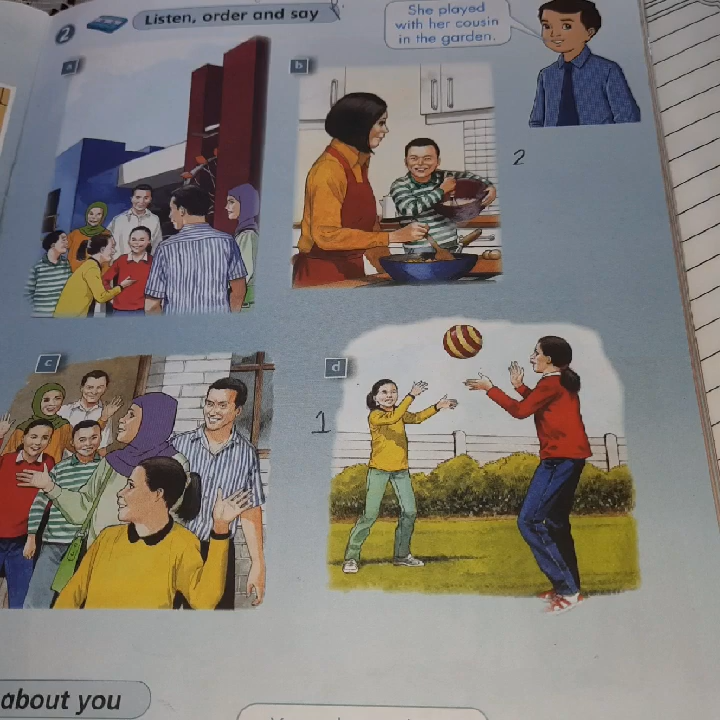 2 Listen, order and say
She played
with her cousin
in the garden.
a
b
2
c
d
1
about you